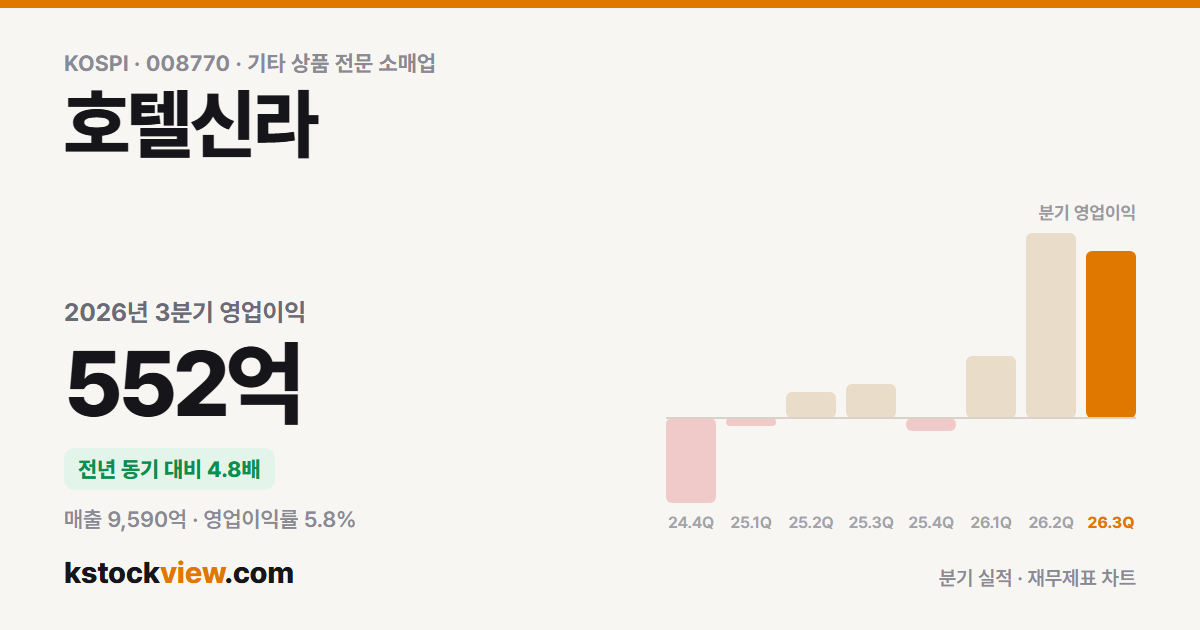 KOSPI · 008770 · 기타 상품 전문 소매업
호텔신라
분기 영업이익
2026년 3분기 영업이익
552억
전년 동기 대비 4.8배
매출 9,590억 · 영업이익률 5.8%
24.4Q 25.1Q 25.2Q 25.3Q 25.4Q 26.1Q 26.2Q 26.3Q
kstockview.com
분기 실적 · 재무제표 차트